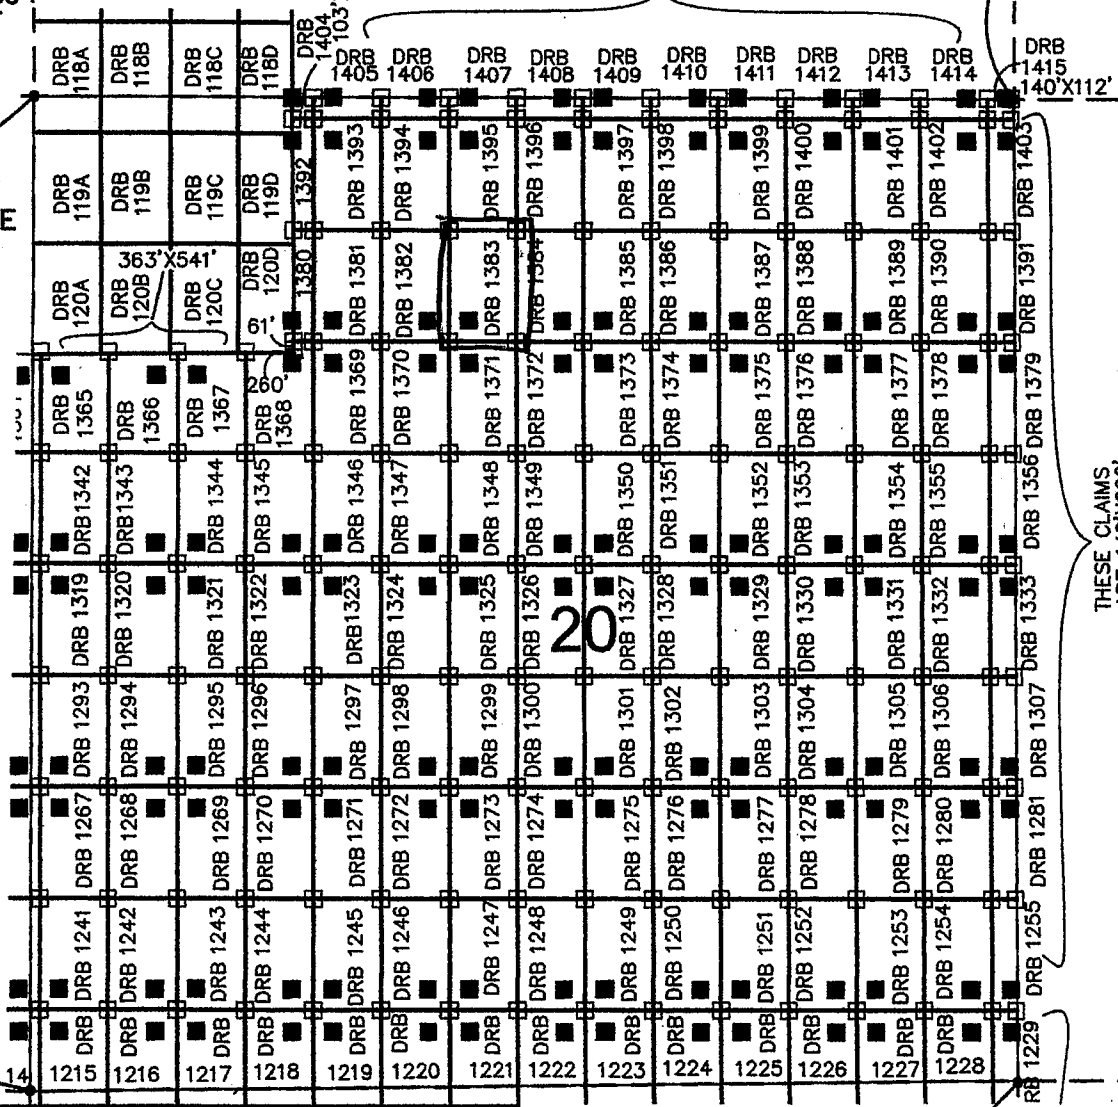 DRB 118A
DRB 118B
DRB 118C
DRB 118D
DRB 1404
103'
DRB 1405
DRB 1406
DRB 1407
DRB 1408
DRB 1409
DRB 1410
DRB 1411
DRB 1412
DRB 1413
DRB 1414
DRB 1415
140'X112'
DRB 119A
DRB 119B
DRB 119C
DRB 119D
1392
DRB 1393
DRB 1394
DRB 1395
DRB 1396
DRB 1397
DRB 1398
DRB 1399
DRB 1400
DRB 1401
DRB 1402
DRB 1403
E
363'X541'
DRB 120A
DRB 120B
DRB 120C
DRB 120D
1380
DRB 1381
DRB 1382
DRB 1383
DRB 1384
DRB 1385
DRB 1386
DRB 1387
DRB 1388
DRB 1389
DRB 1390
DRB 1391
61'
260'
DRB 1365
DRB 1366
DRB 1367
DRB 1368
DRB 1369
DRB 1370
DRB 1371
DRB 1372
DRB 1373
DRB 1374
DRB 1375
DRB 1376
DRB 1377
DRB 1378
DRB 1379
DRB1342
DRB1343
DRB 1344
DRB 1345
DRB 1346
DRB 1347
DRB 1348
DRB 1349
DRB 1350
DRB 1351
DRB 1352
DRB 1353
DRB 1354
DRB 1355
DRB 1356
THESE CLAIMS
DRB 1319
DRB 1320
DRB 1321
DRB 1322
DRB1323
DRB 1324
DRB 1325
DRB 1326
20
DRB 1327
DRB 1328
DRB 1329
DRB 1330
DRB 1331
DRB 1332
DRB 1333
DRB 1293
DRB 1294
DRB 1295
DRB 1296
DRB 1297
DRB 1298
DRB 1299
DRB 1300
DRB 1301
DRB 1302
DRB 1303
DRB 1304
DRB 1305
DRB 1306
DRB 1307
DRB 1267
DRB 1268
DRB 1269
DRB 1270
DRB 1271
DRB 1272
DRB 1273
DRB 1274
DRB 1275
DRB 1276
DRB 1277
DRB 1278
DRB 1279
DRB 1280
DRB 1281
DRB 1241
DRB 1242
DRB 1243
DRB 1244
DRB 1245
DRB 1246
DRB 1247
DRB 1248
DRB 1249
DRB 1250
DRB 1251
DRB 1252
DRB 1253
DRB 1254
DRB 1255
14
DRB 1215
DRB 1216
DRB 1217
DRB 1218
DRB 1219
DRB 1220
DRB 1221
DRB 1222
DRB 1223
DRB 1224
DRB 1225
DRB 1226
DRB 1227
DRB 1228
RB 1229